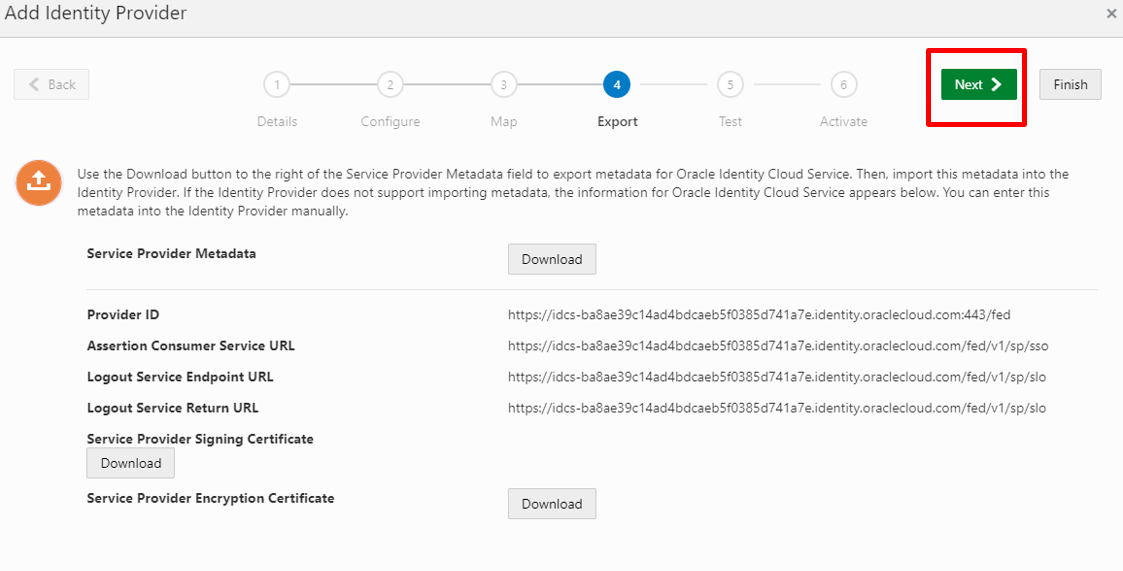 Add Identity Provider
×
Back
1
2
3
4
5
6
Next
Finish
Details
Configure
Map
Export
Test
Activate
Use the Download button to the right of the Service Provider Metadata field to export metadata for Oracle Identity Cloud Service. Then, import this metadata into the
Identity Provider. If the Identity Provider does not support importing metadata, the information for Oracle Identity Cloud Service appears below. You can enter this
metadata into the Identity Provider manually.
Service Provider Metadata
Download
Provider ID
https://idcs-ba8ae39c14ad4bdcaeb5f0385d741a7e.identity.oraclecloud.com:443/fed
Assertion Consumer Service URL
https://idcs-ba8ae39c14ad4bdcaeb5f0385d741a7e.identity.oraclecloud.com/fed/v1/sp/sso
Logout Service Endpoint URL
https://idcs-ba8ae39c14ad4bdcaeb5f0385d741a7e.identity.oraclecloud.com/fed/v1/sp/slo
Logout Service Return URL
https://idcs-ba8ae39c14ad4bdcaeb5f0385d741a7e.identity.oraclecloud.com/fed/v1/sp/slo
Service Provider Signing Certificate
Download
Service Provider Encryption Certificate
Download